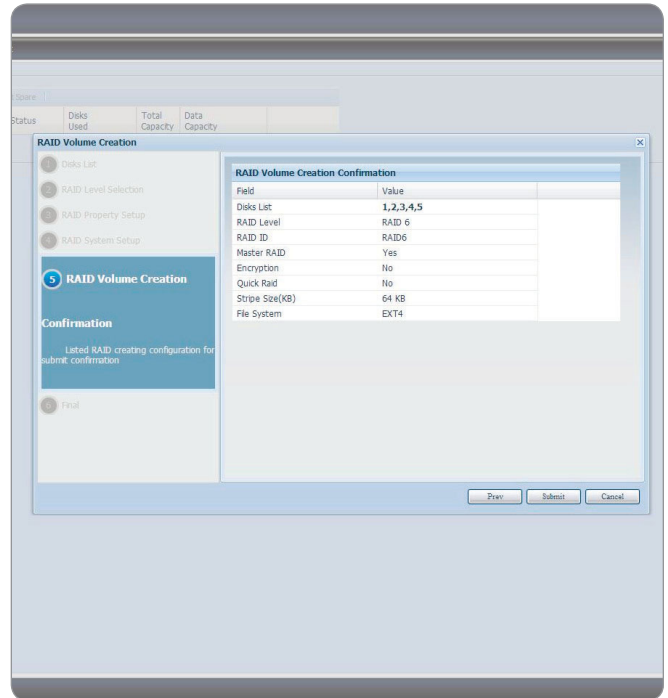 Spare
Status
Disks Used
Total Capacity
Data Capacity
RAID Volume Creation
1 Disks List
2 RAID Level Selection
3 RAID Property Setup
4 RAID System Setup
5 RAID Volume Creation
Confirmation
Listed RAID creating configuration for
submit confirmation
6 Final
RAID Volume Creation Confirmation
Field Value
Disks List 1,2,3,4,5
RAID Level RAID 6
RAID ID RAID6
Master RAID Yes
Encryption No
Quick Raid No
Stripe Size(KB) 64 KB
File System EXT4
Prev Submit Cancel